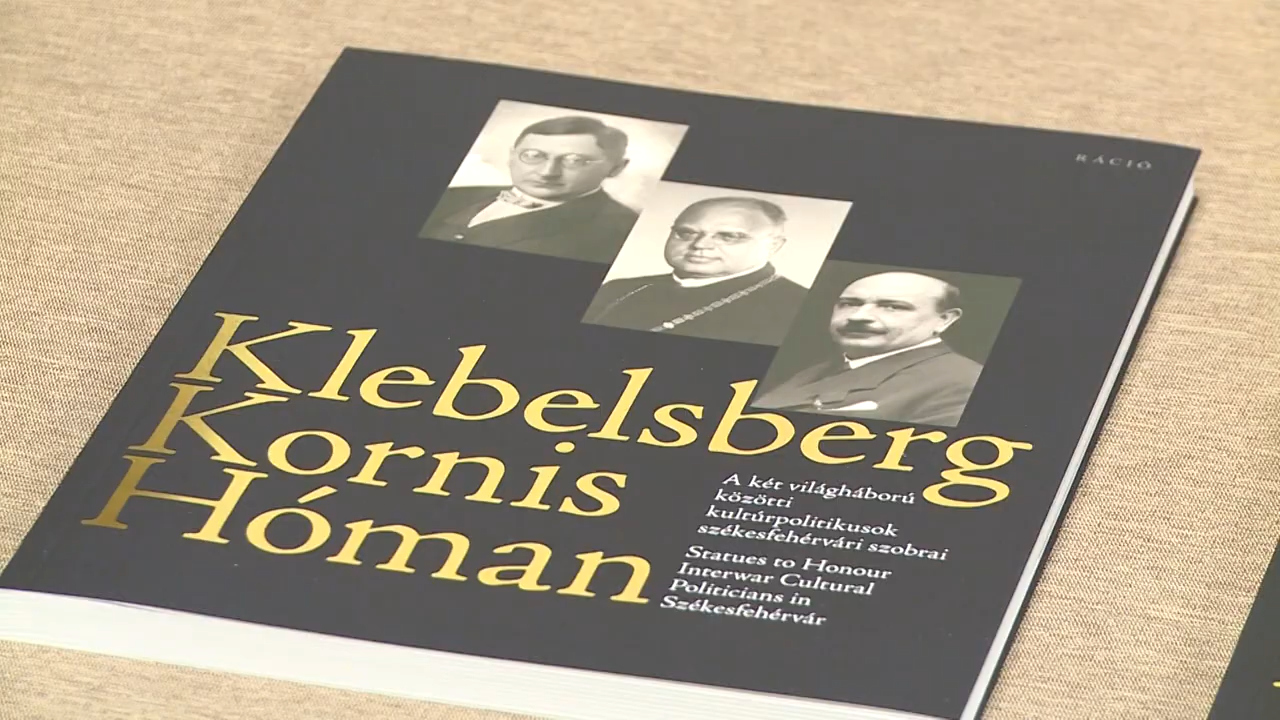 RÁCIÓ
Klebelsberg
Kornis
Hóman
A két világháború
közötti
kultúrpolitikusok
székesfehérvári szobrai
Statues to Honour
Interwar Cultural
Politicians in
Székesfehérvár